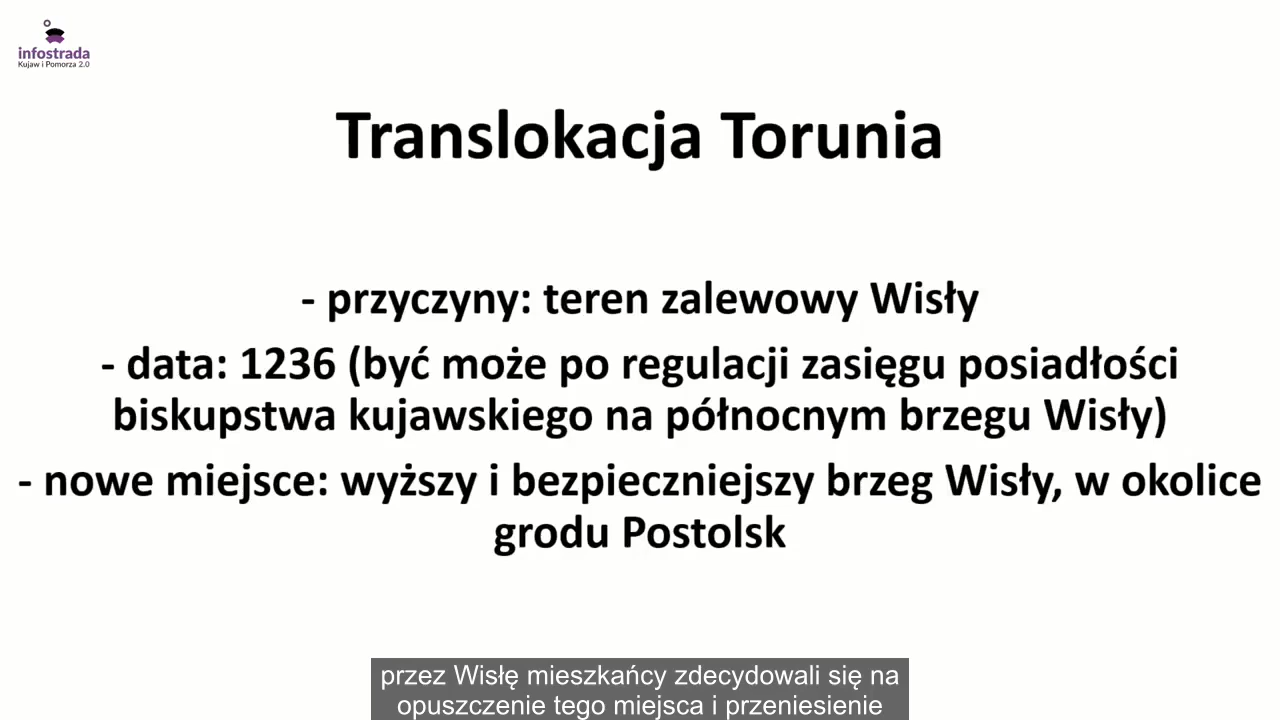 infostrada
Kujaw i Pomorza 2.0
Translokacja Torunia
- przyczyny: teren zalewowy Wisły
- data: 1236 (być może po regulacji zasięgu posiadłości
biskupstwa kujawskiego na północnym brzegu Wisły)
- nowe miejsce: wyższy i bezpieczniejszy brzeg Wisły, w okolice
grodu Postolsk
przez Wisłę mieszkańcy zdecydowali się na
opuszczenie tego miejsca i przeniesienie